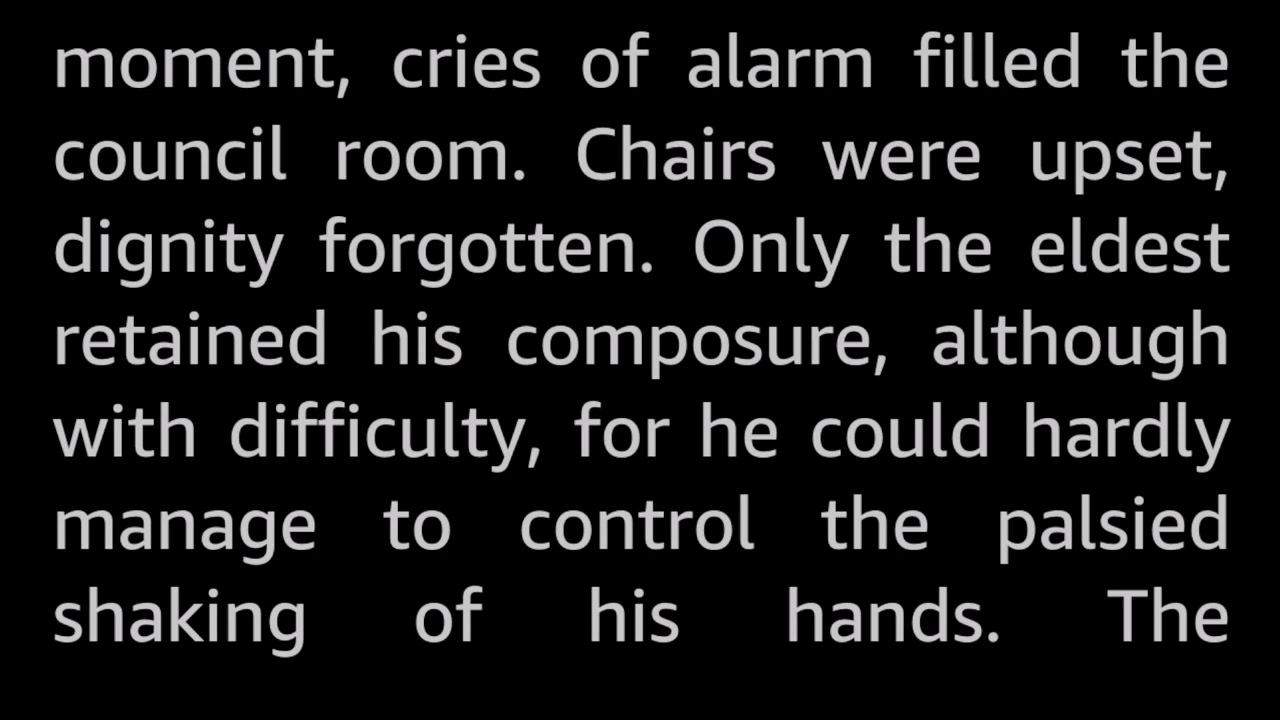 moment, cries of alarm filled the
council room. Chairs were upset,
dignity forgotten. Only the eldest
retained his composure, although
with difficulty, for he could hardly
manage to control the palsied
shaking of his hands. The